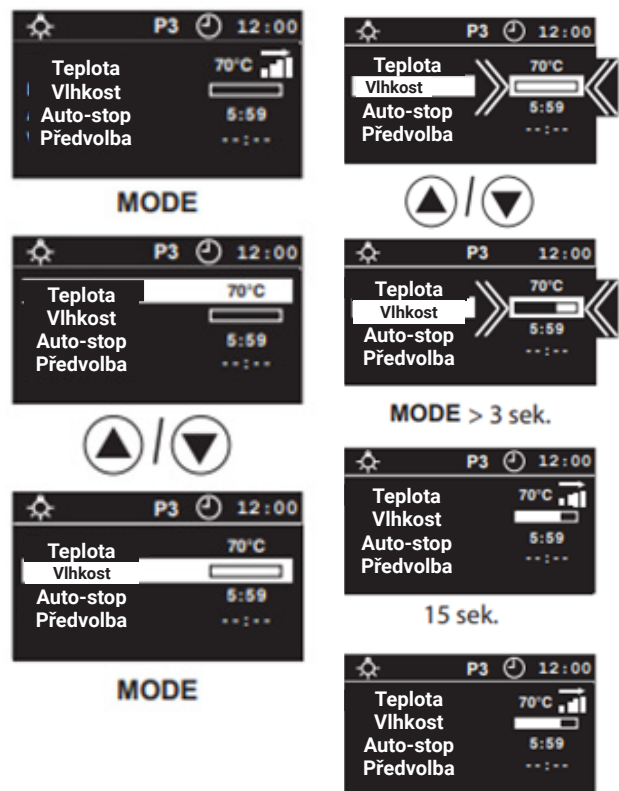 P3 12:00
Teplota 70°C
Vlhkost
Auto-stop 5:59
Předvolba --:--
MODE
P3 12:00
Teplota 70°C
Vlhkost
Auto-stop 5:59
Předvolba --:--
/
P3 12:00
Teplota 70°C
Vlhkost
Auto-stop 5:59
Předvolba --:--
MODE
P3 12:00
Teplota 70°C
Vlhkost
Auto-stop 5:59
Předvolba --:--
/
P3 12:00
Teplota 70°C
Vlhkost
Auto-stop 5:59
Předvolba --:--
MODE > 3 sek.
P3 12:00
Teplota 70°C
Vlhkost
Auto-stop 5:59
Předvolba --:--
15 sek.
P3 12:00
Teplota 70°C
Vlhkost
Auto-stop 5:59
Předvolba --:--